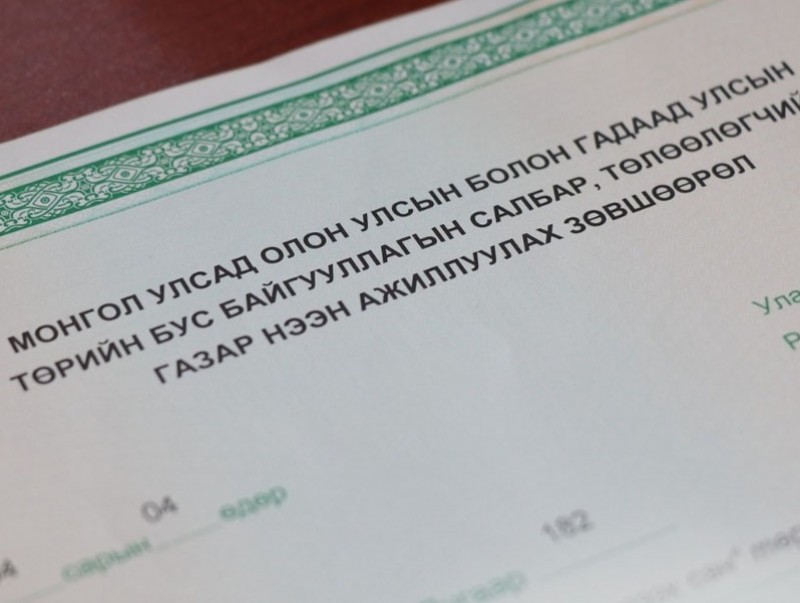 МОНГОЛ УЛСАД ОЛОН УЛСЫН БОЛОН ГАДААД УЛСЫН
ТӨРИЙН БУС БАЙГУУЛЛАГЫН САЛБАР, ТӨЛӨӨЛӨГЧИЙ
ГАЗАР НЭЭН АЖИЛЛУУЛАХ ЗӨВШӨӨРӨЛ
Ула
04 өдөр
сарын
182